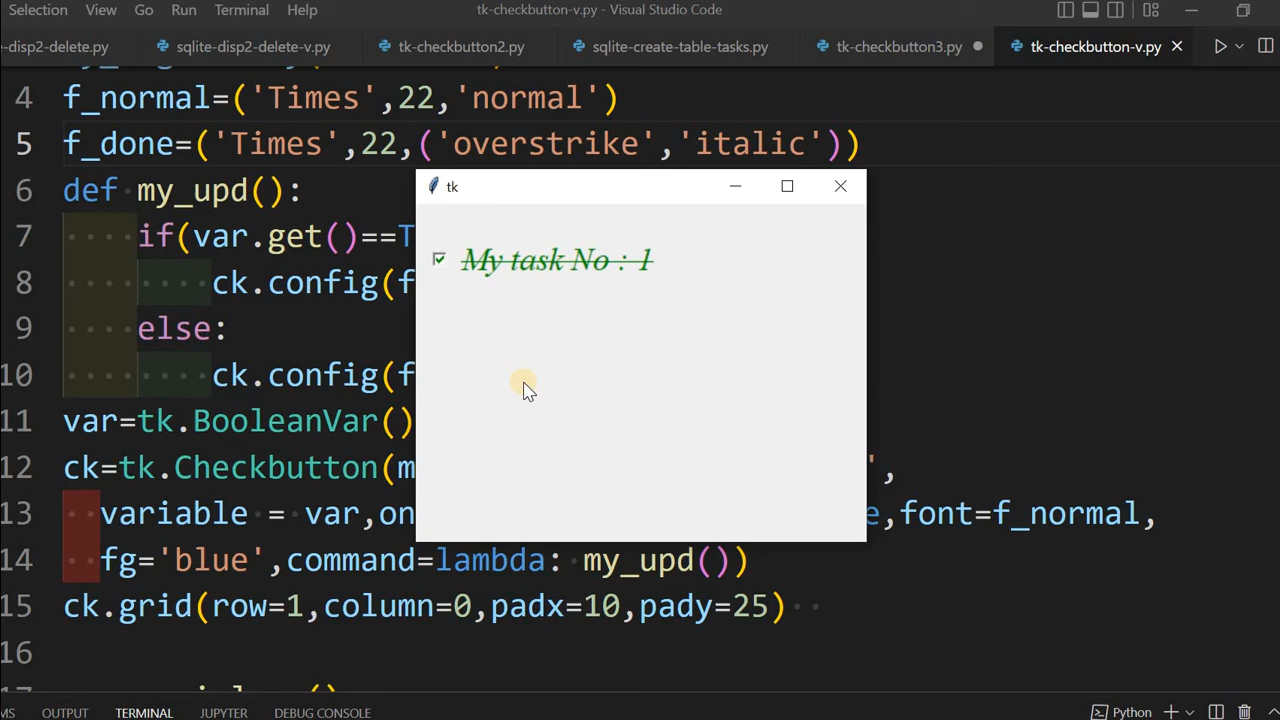 Selection View Go Run Terminal Help tk-checkbutton-v.py - Visual Studio Code
-disp2-delete.py sqlite-disp2-delete-v.py tk-checkbutton2.py sqlite-create-table-tasks.py tk-checkbutton3.py tk-checkbutton-v.py
4 f_normal=('Times',22,'normal')
5 f_done=('Times',22,('overstrike','italic'))
6 def my_upd():
7 if(var.get()==T
8 ck.config(f
9 else:
10 ck.config(f
11 var=tk.BooleanVar()
12 ck=tk.Checkbutton(m ',
13 variable = var,on e,font=f_normal,
14 fg='blue',command=lambda: my_upd())
15 ck.grid(row=1,column=0,padx=10,pady=25)
16
tk
My task No : 1
MS OUTPUT TERMINAL JUPYTER DEBUG CONSOLE Python